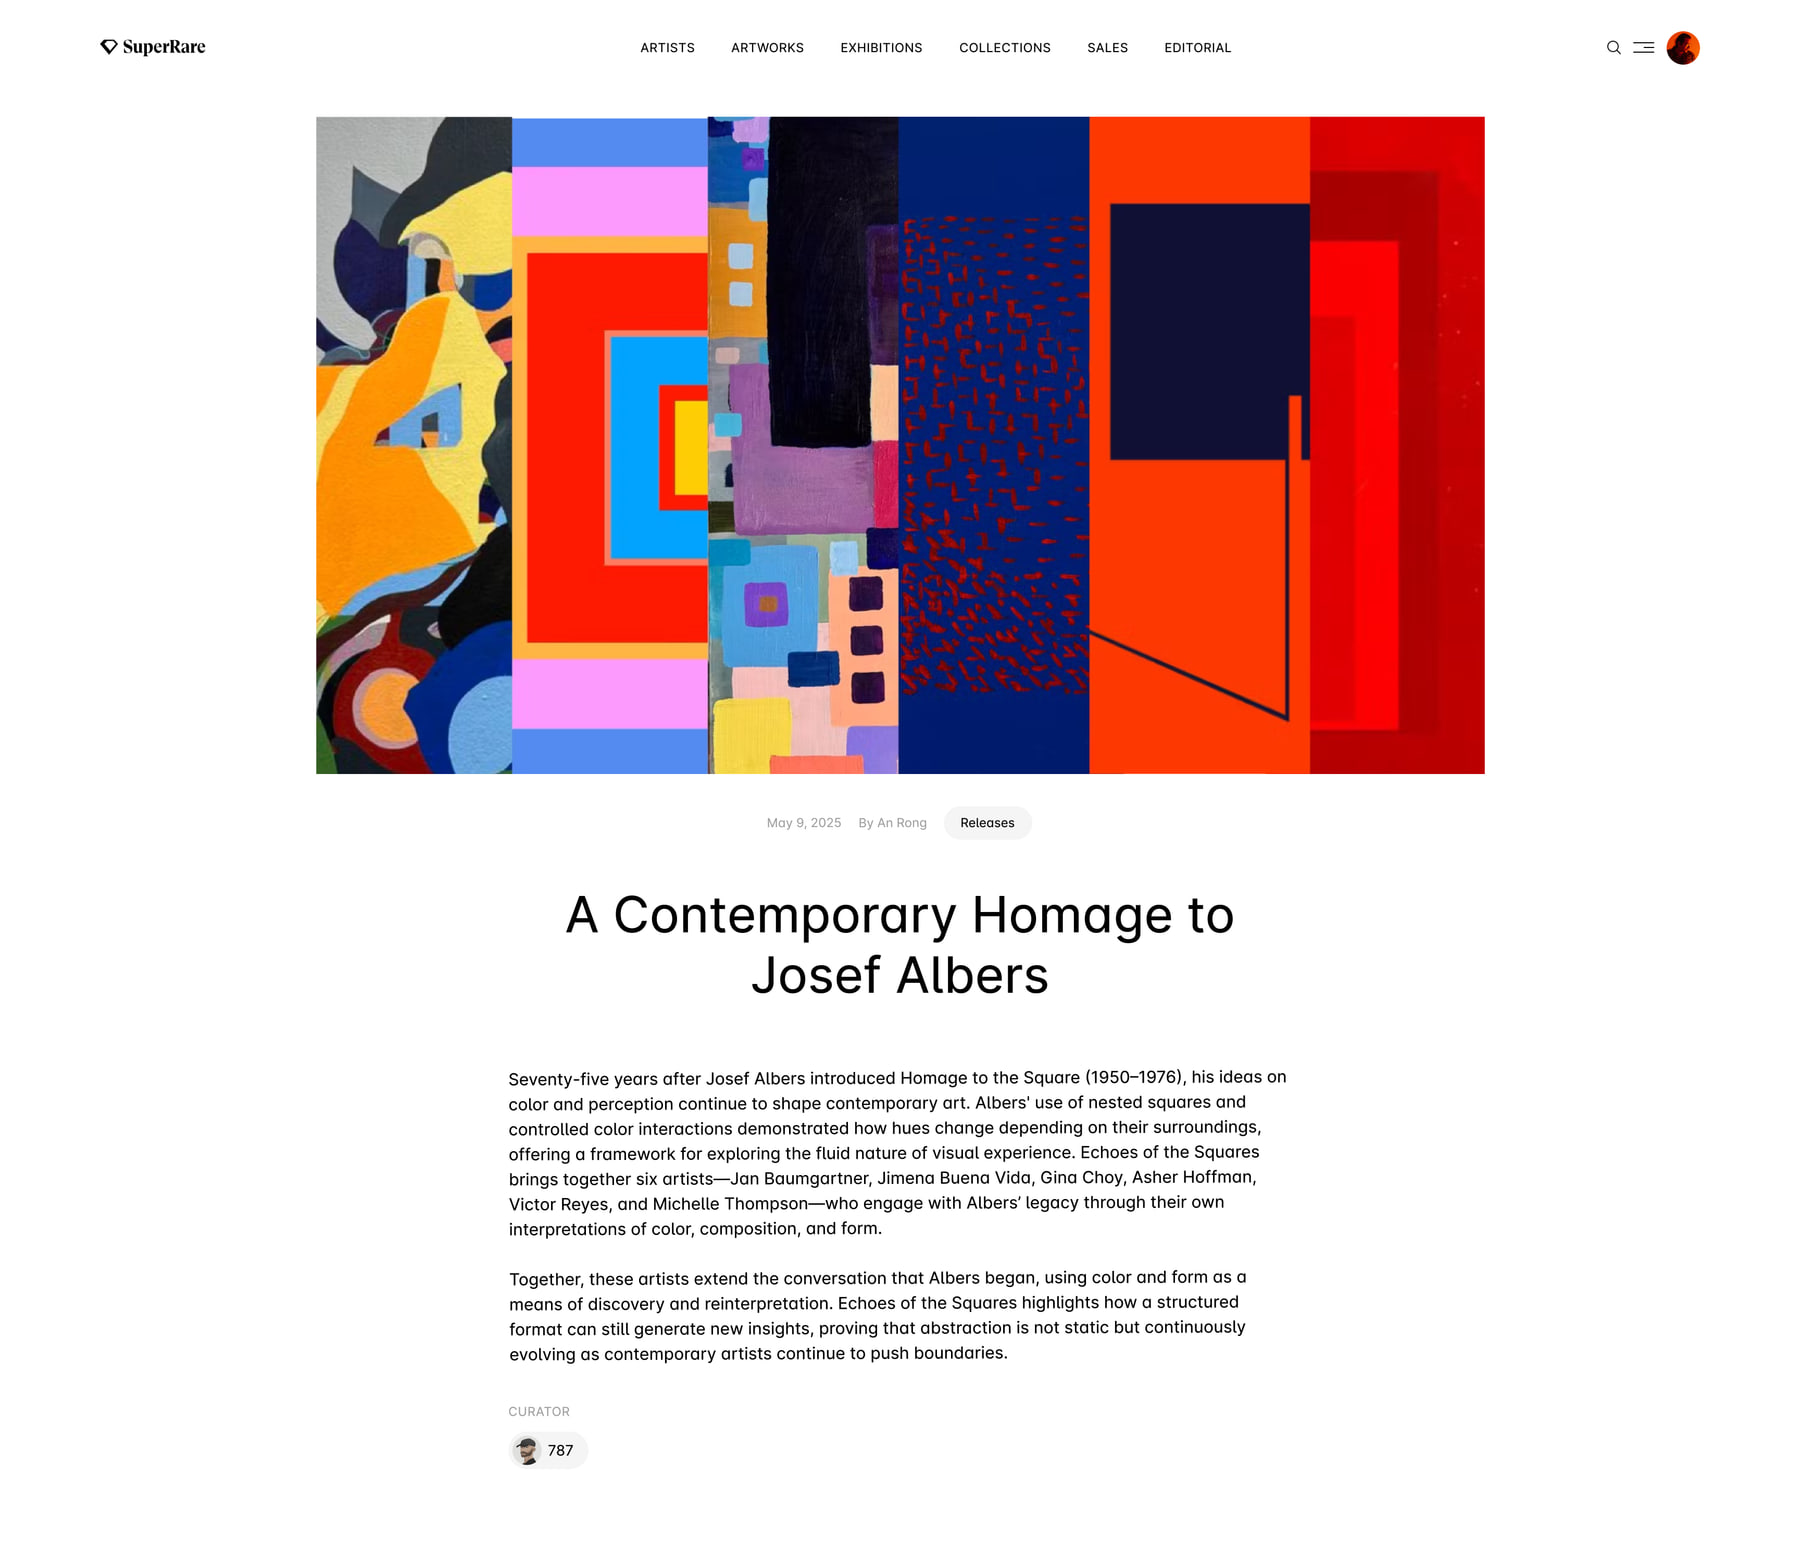 SuperRare
ARTISTS ARTWORKS EXHIBITIONS COLLECTIONS SALES EDITORIAL
May 9, 2025 By An Rong Releases
A Contemporary Homage to
Josef Albers
Seventy-five years after Josef Albers introduced Homage to the Square (1950–1976), his ideas on
color and perception continue to shape contemporary art. Albers' use of nested squares and
controlled color interactions demonstrated how hues change depending on their surroundings,
offering a framework for exploring the fluid nature of visual experience. Echoes of the Squares
brings together six artists—Jan Baumgartner, Jimena Buena Vida, Gina Choy, Asher Hoffman,
Victor Reyes, and Michelle Thompson—who engage with Albers’ legacy through their own
interpretations of color, composition, and form.
Together, these artists extend the conversation that Albers began, using color and form as a
means of discovery and reinterpretation. Echoes of the Squares highlights how a structured
format can still generate new insights, proving that abstraction is not static but continuously
evolving as contemporary artists continue to push boundaries.
CURATOR
787